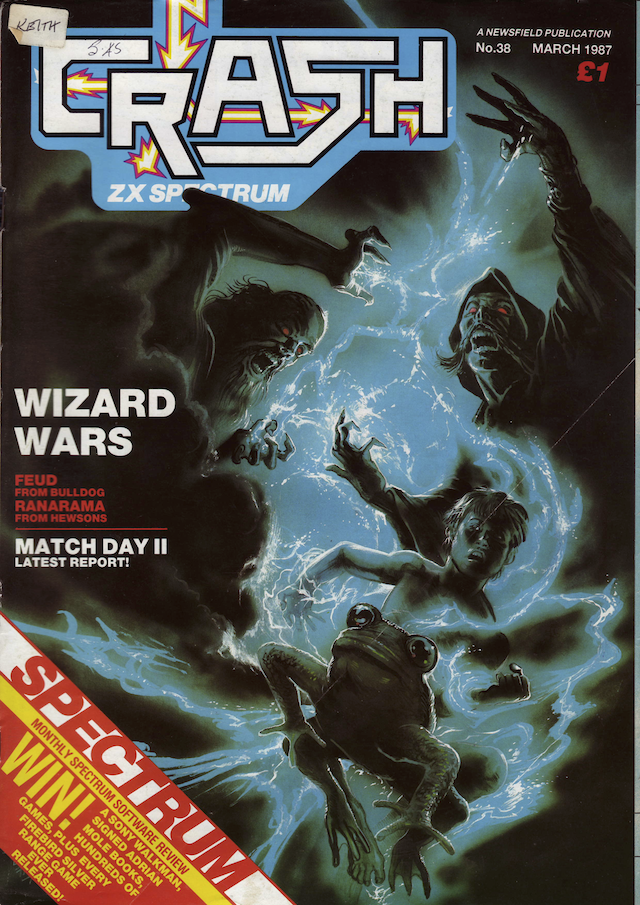 KEITH
CRASH
ZX SPECTRUM
A NEWSFIELD PUBLICATION
No.38 MARCH 1987
£1
WIZARD
WARS
FEUD
FROM BULLDOG
RANARAMA
FROM HEWSONS
MATCH DAY II
LATEST REPORT!
SPECTRUM
MONTHLY SPECTRUM SOFTWARE REVIEW
WIN!
A SONY WALKMAN,
SIGNED ADRIAN
MOLE BOOKS,
HUNDREDS OF
GAMES, PLUS EVERY
FIREBIRD SILVER
RANGE GAME
EVER
RELEASED!